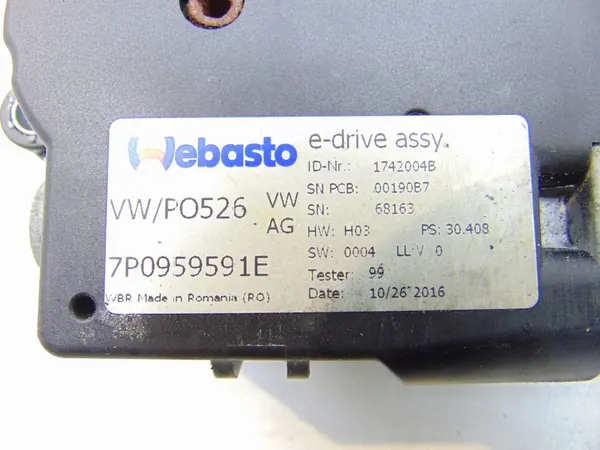 Webasto
e-drive assy.
ID-Nr.: 1742004B
SN PCB: 00190B7
SN: 68163
HW: H03 PS: 30.408
SW: 0004 LLV 0
Tester: 99
Date: 10/26 2016
VW/PO526 VW AG
7P0959591E
WBR Made in Romania (RO)